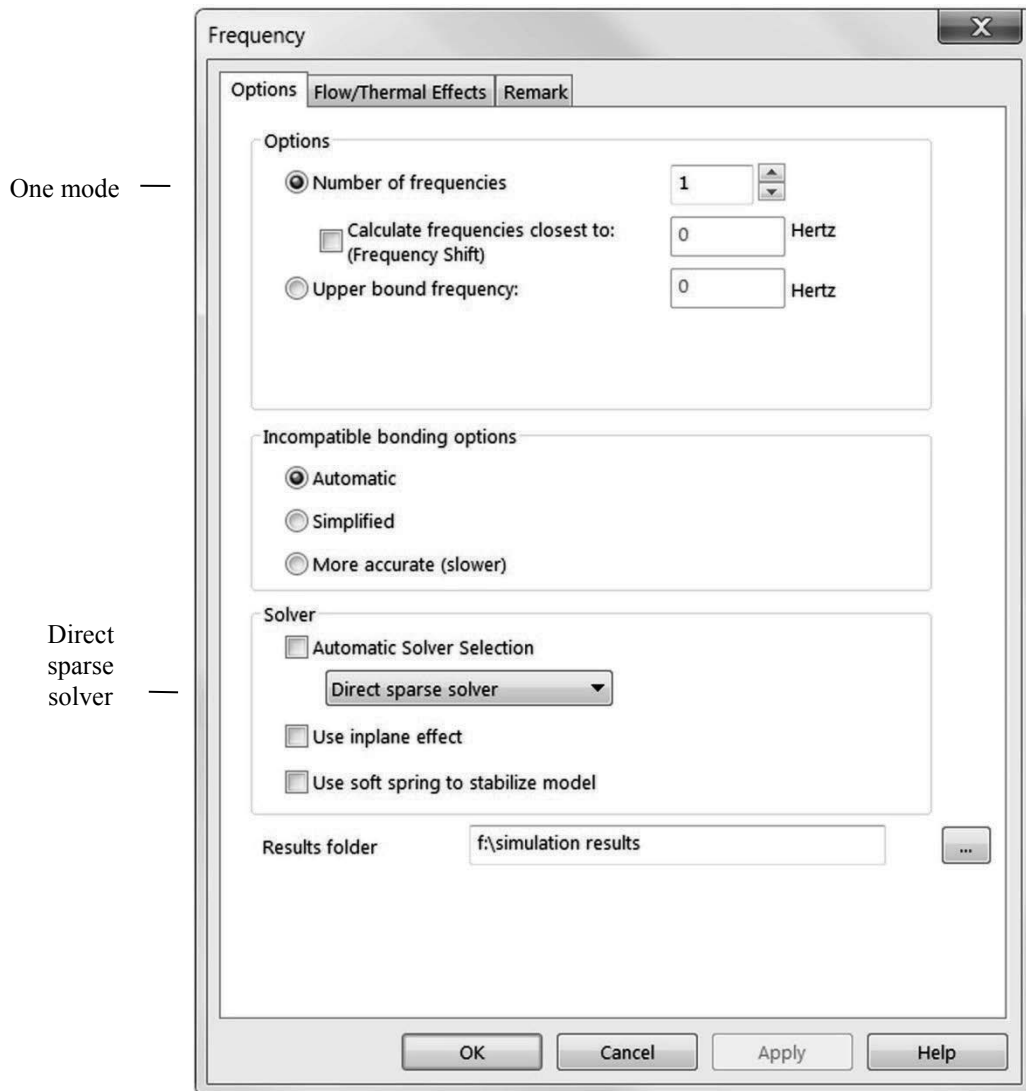 Frequency
X
Options Flow/Thermal Effects Remark
Options
One mode
Number of frequencies 1
Calculate frequencies closest to: 0 Hertz
(Frequency Shift)
Upper bound frequency: 0 Hertz
Incompatible bonding options
Automatic
Simplified
More accurate (slower)
Solver
Direct
sparse
solver
Automatic Solver Selection
Direct sparse solver
Use inplane effect
Use soft spring to stabilize model
Results folder f:\simulation results ...
OK Cancel Apply Help